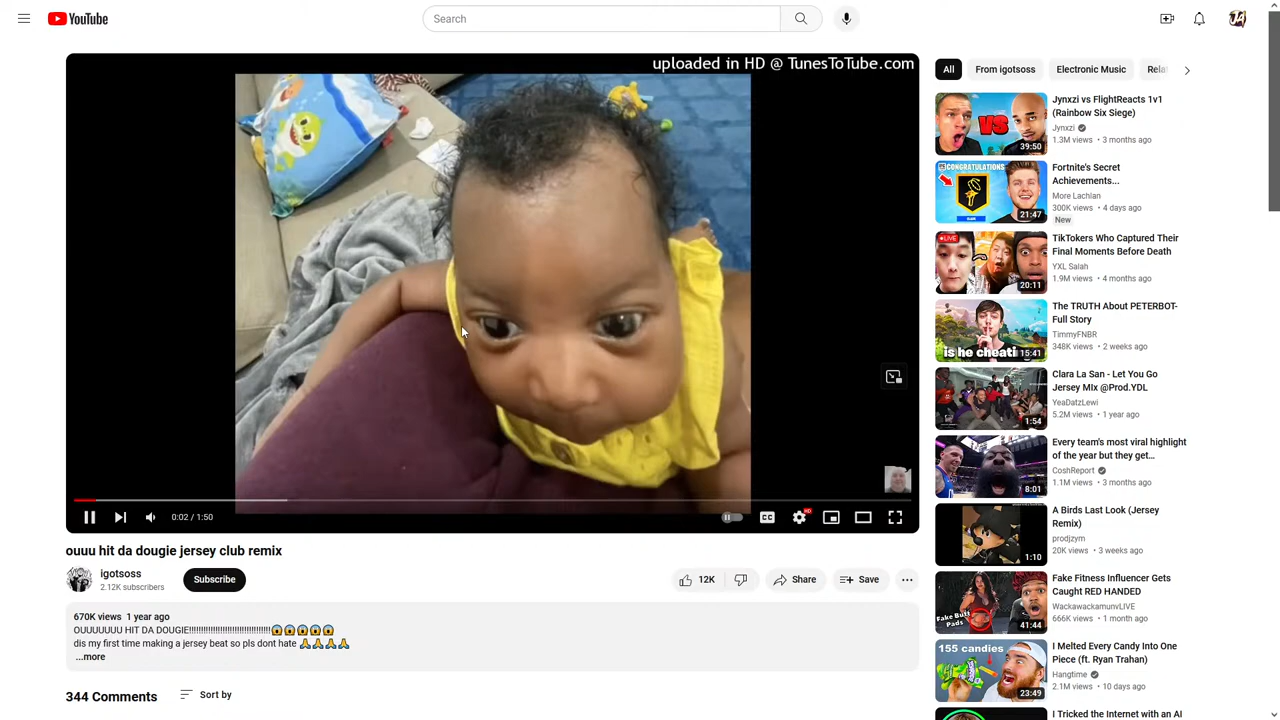 YouTube
Search
JA
uploaded in HD @ TunesToTube.com
0:02 / 1:50
CC
HD
ouuu hit da dougie jersey club remix
igotsoss
2.12K subscribers
Subscribe
12K
Share
Save
670K views 1 year ago
OUUUUUUU HIT DA DOUGIE!!!!!!!!!!!!!!!!!!!!!!!!!!!!!!!!!!😱😱😱😱😱
dis my first time making a jersey beat so pls dont hate 🙏🙏🙏🙏
...more
344 Comments
Sort by
All
From igotsoss
Electronic Music
Rela
VS
39:50
Jynxzi vs FlightReacts 1v1
(Rainbow Six Siege)
Jynxzi
1.3M views • 3 months ago
CONGRATULATIONS
21:47
Fortnite's Secret
Achievements...
More Lachlan
300K views • 4 days ago
New
LIVE
20:11
TikTokers Who Captured Their
Final Moments Before Death
YXL Salah
1.9M views • 4 months ago
is he cheati
15:41
The TRUTH About PETERBOT-
Full Story
TimmyFNBR
348K views • 2 weeks ago
1:54
Clara La San - Let You Go
Jersey MIx @Prod.YDL
YeaDatzLewi
5.2M views • 1 year ago
8:01
Every team's most viral highlight
of the year but they get...
CoshReport
1.1M views • 3 months ago
1:10
A Birds Last Look (Jersey
Remix)
prodjzym
20K views • 3 weeks ago
Fake Butt
Pads
41:44
Fake Fitness Influencer Gets
Caught RED HANDED
WackawackamunvLIVE
666K views • 1 month ago
155 candies
23:49
I Melted Every Candy Into One
Piece (ft. Ryan Trahan)
Hangtime
2.1M views • 10 days ago
I Tricked the Internet with an AI